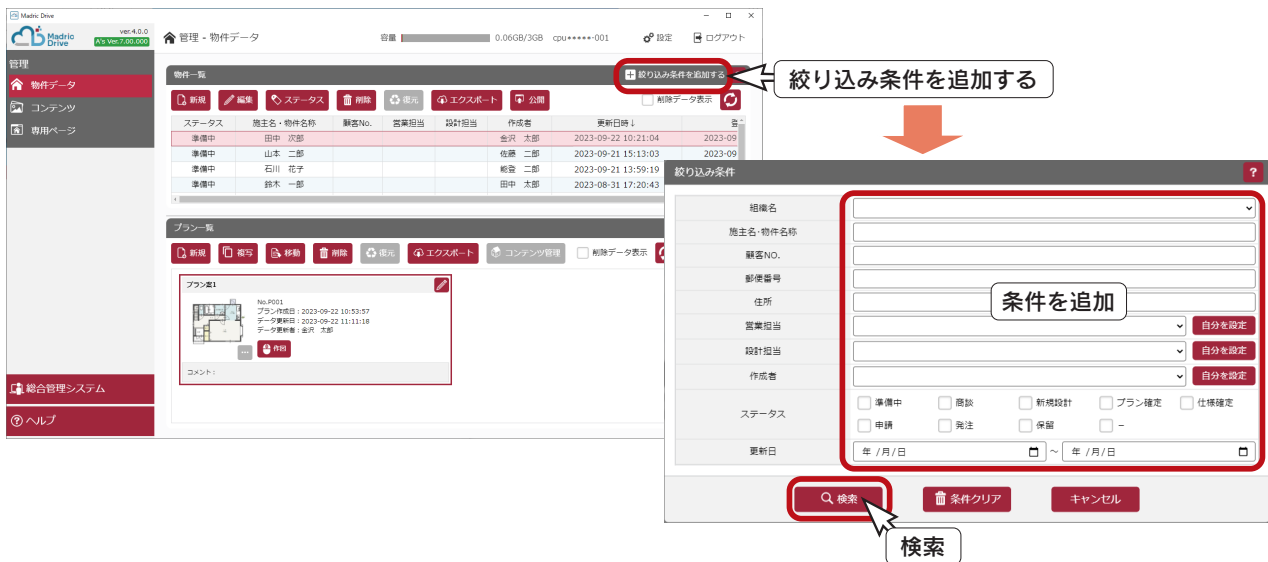 Madric Drive
Madric Drive
ver.4.0.0
A's Ver.7.00.000
管理 - 物件データ
容量
0.06GB/3GB
cpu*****-001
設定
ログアウト
管理
物件データ
コンテンツ
専用ページ
総合管理システム
ヘルプ
物件一覧
絞り込み条件を追加する
新規
編集
ステータス
削除
復元
エクスポート
公開
削除データ表示
ステータス 施主名・物件名称 顧客No. 営業担当 設計担当 作成者 更新日時↓
準備中 田中 次郎 金沢 太郎 2023-09-22 10:21:04 2023-09
準備中 山本 二郎 佐藤 二郎 2023-09-21 15:13:03 2023-09
準備中 石川 花子 能登 二郎 2023-09-21 13:59:19
準備中 鈴木 一郎 田中 太郎 2023-08-31 17:20:43
プラン一覧
新規
複写
移動
削除
復元
エクスポート
コンテンツ管理
削除データ表示
プラン案1
No.P001
プラン作成日：2023-09-22 10:53:57
データ更新日：2023-09-22 11:11:18
データ更新者：金沢 太郎
...
作図
コメント：
絞り込み条件を追加する
絞り込み条件
?
組織名
施主名・物件名称
顧客NO.
郵便番号
住所
営業担当
自分を設定
設計担当
自分を設定
作成者
自分を設定
ステータス
準備中 商談 新規設計 プラン確定 仕様確定
申請 発注 保留 –
更新日
年 /月/日 ～ 年 /月/日
条件を追加
検索
条件クリア
キャンセル
検索